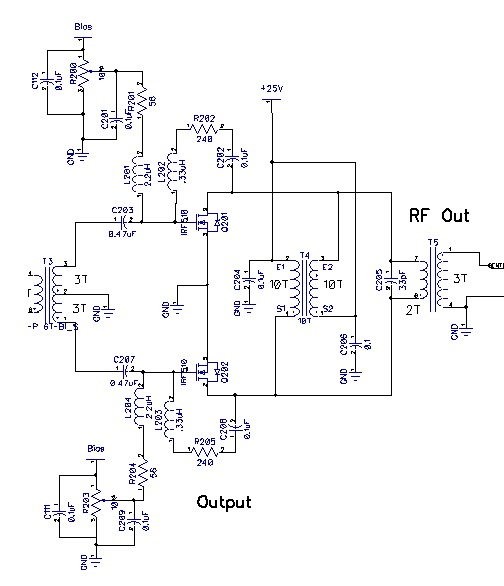 Bias
C112
0.1uF
R200
10k
C201
0.1uF
R201
56
GND
L201
2.2uH
L202
.33uH
R202
240
C202
0.1uF
+25V
C203
0.47uF
IRF510
Q201
RF Out
T3
3T
3T
GND
GND
C204
0.1uF
GND
T4
E1
E2
10T
10T
S1
S2
10T
C205
33pF
T5
3T
2T
GND
C206
0.1
GND
C207
0.47uF
IRF510
Q202
L204
2.2uH
L203
.33uH
R205
240
C208
0.1uF
R204
56
Bias
C111
0.1uF
R203
10k
C209
0.1uF
GND
Output